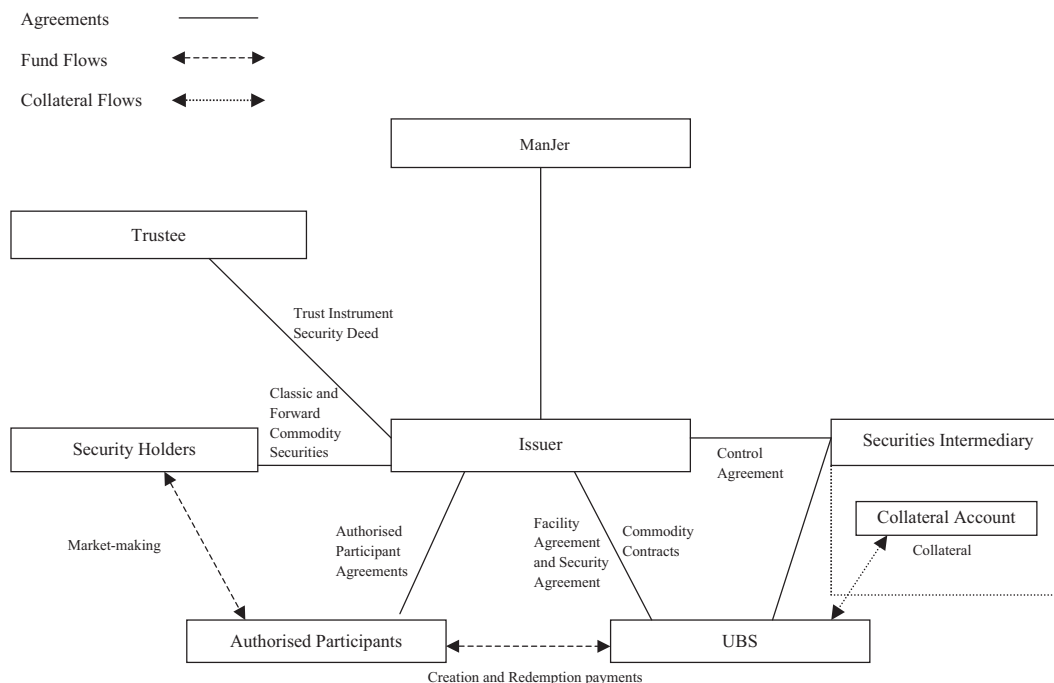 Agreements
Fund Flows
Collateral Flows
ManJer
Trustee
Trust Instrument
Security Deed
Classic and
Forward
Commodity
Securities
Security Holders
Issuer
Securities Intermediary
Control
Agreement
Collateral Account
Collateral
Market-making
Authorised
Participant
Agreements
Facility
Agreement
and Security
Agreement
Commodity
Contracts
Authorised Participants
UBS
Creation and Redemption payments